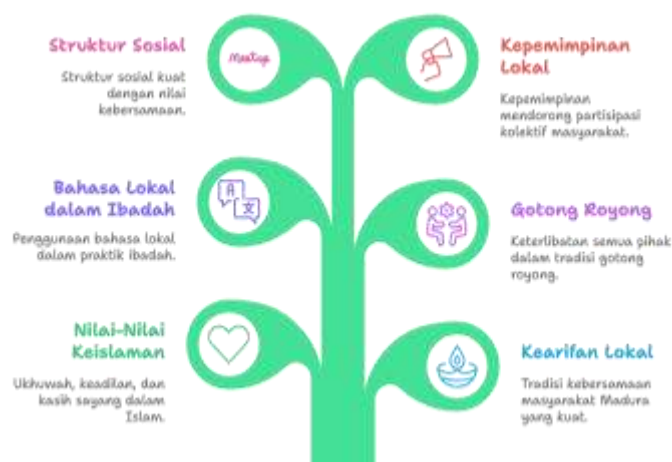 Struktur Sosial
Struktur sosial kuat
dengan nilai
kebersamaan.
Meetup
Kepemimpinan
Lokal
Kepemimpinan
mendorong partisipasi
kolektif masyarakat.
Bahasa Lokal
dalam Ibadah
Penggunaan bahasa lokal
dalam praktik ibadah.
A
文
Gotong Royong
Keterlibatan semua pihak
dalam tradisi gotong
royong.
Nilai-Nilai
Keislaman
Ukhuwah, keadilan, dan
kasih sayang dalam
Islam.
Kearifan Lokal
Tradisi kebersamaan
masyarakat Madura
yang kuat.